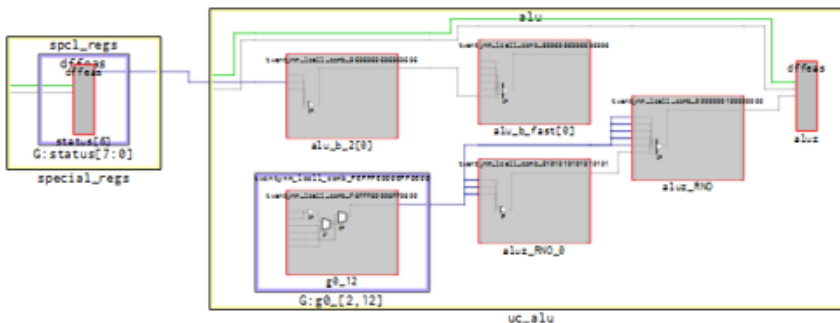 alu
spcl_regs
dffeas
dffeas
status[6]
G:status[7:0]
special_regs
alu_b_2[0]
alu_b_fast[0]
dffeas
aluz
aluz_RNO
aluz_RNO_0
g0_12
G:g0_[2,12]
uc_alu